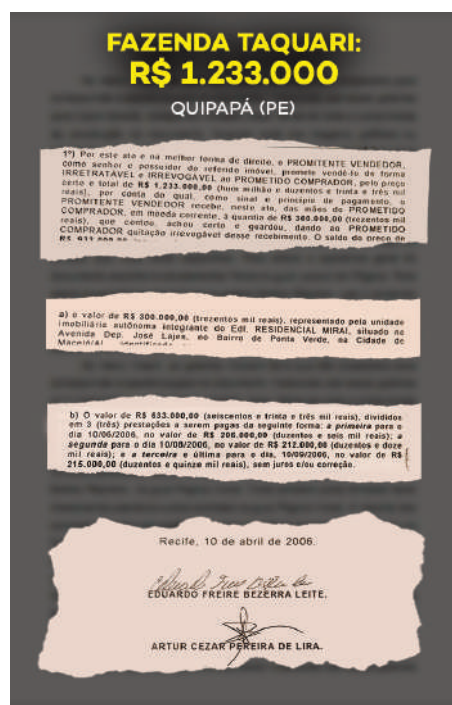 FAZENDA TAQUARI:
R$ 1.233.000
QUIPAPÁ (PE)
1º) Por este ato e na melhor forma de direito, o PROMITENTE VENDEDOR,
como senhor e possuidor do referido imóvel, promete vendê-lo de forma
IRRETRATÁVEL e IRREVOGÁVEL ao PROMETIDO COMPRADOR, pelo preço
certo e total de R$ 1.233.000,00 (hum milhão e duzentos e trinta e três mil
reais), por conta do qual, como sinal e princípio de pagamento, o
PROMITENTE VENDEDOR recebe, neste ato, das mãos do PROMETIDO
COMPRADOR, em moeda corrente, a quantia de R$ 300.000,00 (trezentos mil
reais), que contou, achou certo e guardou, dando ao PROMETIDO
COMPRADOR quitação irrevogável desse recebimento. O saldo do preço de
R$ 933.000,00
a) o valor de R$ 300.000,00 (trezentos mil reais), representado pela unidade
imobiliária autônoma integrante do Edf. RESIDENCIAL MIRAI, situado na
Avenida Dep. José Lajes, no Bairro de Ponta Verde, na Cidade de
Maceió/AL, identificada
b) O valor de R$ 633.000,00 (seiscentos e trinta e três mil reais), divididos
em 3 (três) prestações a serem pagas da seguinte forma: a primeira para o
dia 10/06/2006, no valor de R$ 206.000,00 (duzentos e seis mil reais); a
segunda para o dia 10/08/2006, no valor de R$ 212.000,00 (duzentos e doze
mil reais); e a terceira e última para o dia, 10/09/2006, no valor de R$
215.000,00 (duzentos e quinze mil reais), sem juros e/ou correção.
Recife, 10 de abril de 2006.
EDUARDO FREIRE BEZERRA LEITE.
ARTUR CEZAR PEREIRA DE LIRA.